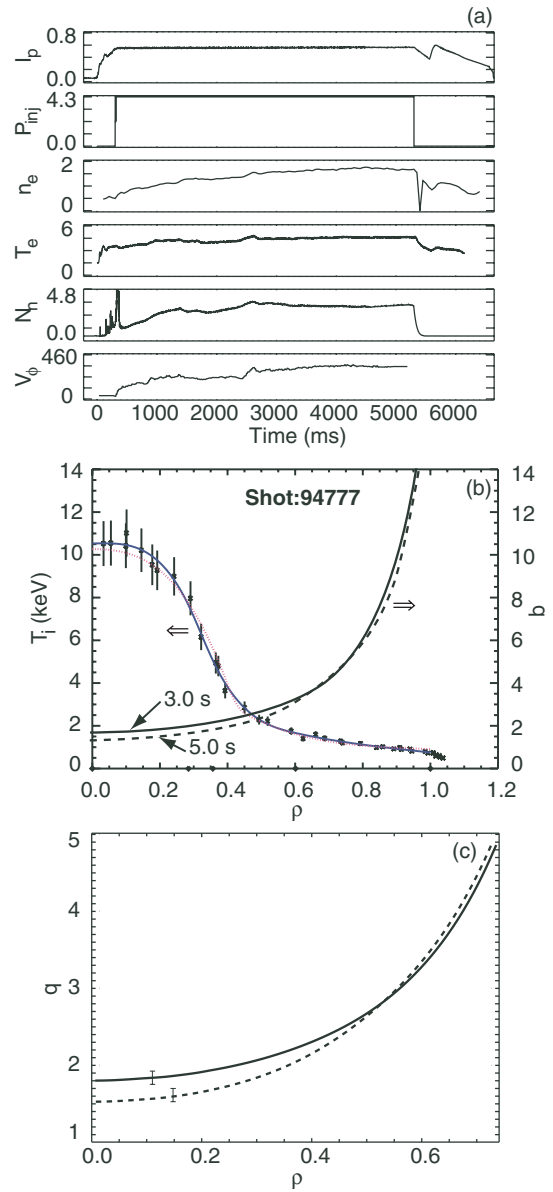 (a)
0.8
I_p
0.0
4.3
P_inj
0.0
2
n_e
0
6
T_e
0
4.8
N_h
0.0
460
V_ϕ
0
0 1000 2000 3000 4000 5000 6000
Time (ms)
14 12 10 8 6 4 2 0
T_i (keV)
Shot:94777
(b)
14 12 10 8 6 4 2 0
q
⇐
⇒
3.0 s
5.0 s
0.0 0.2 0.4 0.6 0.8 1.0 1.2
ρ
(c)
5 4 3 2 1
q
0.0 0.2 0.4 0.6
ρ